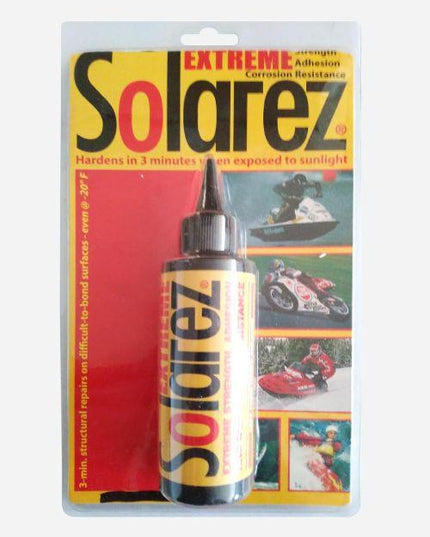 EXTREME Strength
Adhesion
Corrosion Resistance
Solarez®
Hardens in 3 minutes when exposed to sunlight
3-min. structural repairs on difficult-to-bond surfaces - even @ -20° F
Solarez®
EXTREME STRENGTH ADHESION